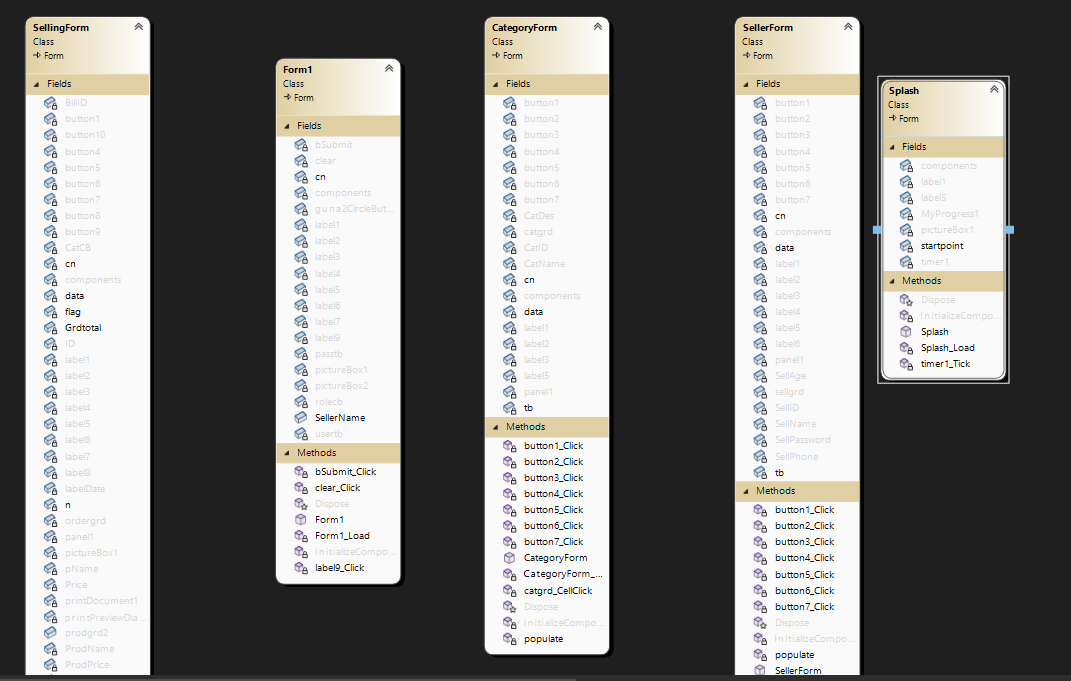 SellingForm
Class
Form
Fields
BillID
button1
button10
button4
button5
button6
button7
button8
button9
CatCB
cn
components
data
flag
Grdtotal
ID
label1
label2
label3
label4
label5
label6
label7
label8
labelDate
n
ordergrd
panel1
pictureBox1
pName
Price
printDocument1
printPreviewDia...
prodgrd2
ProdName
ProdPrice
Form1
Class
Form
Fields
bSubmit
clear
cn
components
guna2CircleBut...
label1
label2
label3
label4
label5
label6
label7
label9
passtb
pictureBox1
pictureBox2
rolecb
SellerName
usertb
Methods
bSubmit_Click
clear_Click
Dispose
Form1
Form1_Load
InitializeCompo...
label9_Click
CategoryForm
Class
Form
Fields
button1
button2
button3
button4
button5
button6
button7
CatDes
catgrd
CatID
CatName
cn
components
data
label1
label2
label3
label5
panel1
tb
Methods
button1_Click
button2_Click
button3_Click
button4_Click
button5_Click
button6_Click
button7_Click
CategoryForm
CategoryForm_...
catgrd_CellClick
Dispose
InitializeCompo...
populate
SellerForm
Class
Form
Fields
button1
button2
button3
button4
button5
button6
button7
cn
components
data
label1
label2
label3
label4
label5
label6
panel1
SellAge
sellgrd
SellID
SellName
SellPassword
SellPhone
tb
Methods
button1_Click
button2_Click
button3_Click
button4_Click
button5_Click
button6_Click
button7_Click
Dispose
InitializeCompo...
populate
SellerForm
Splash
Class
Form
Fields
components
label1
label5
MyProgress1
pictureBox1
startpoint
timer1
Methods
Dispose
InitializeCompo...
Splash
Splash_Load
timer1_Tick